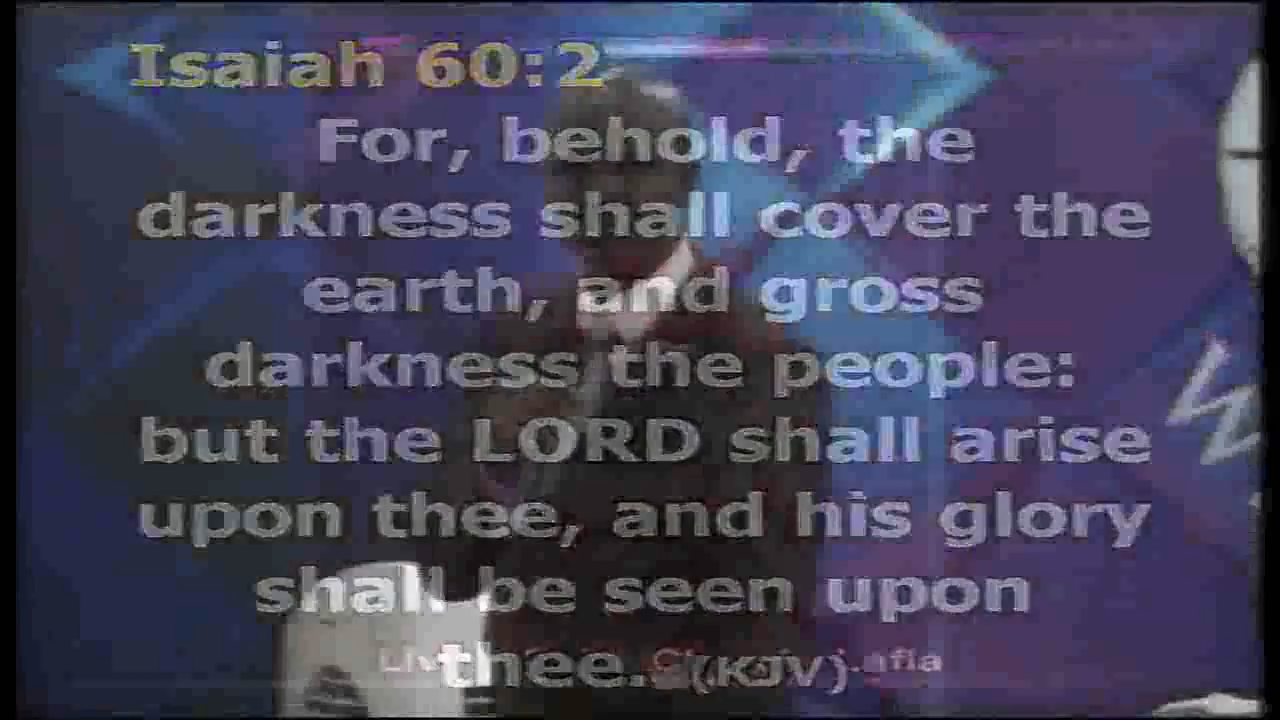 Isaiah 60:2
For, behold, the
darkness shall cover the
earth, and gross
darkness the people:
but the LORD shall arise
upon thee, and his glory
shall be seen upon
thee. (KJV)